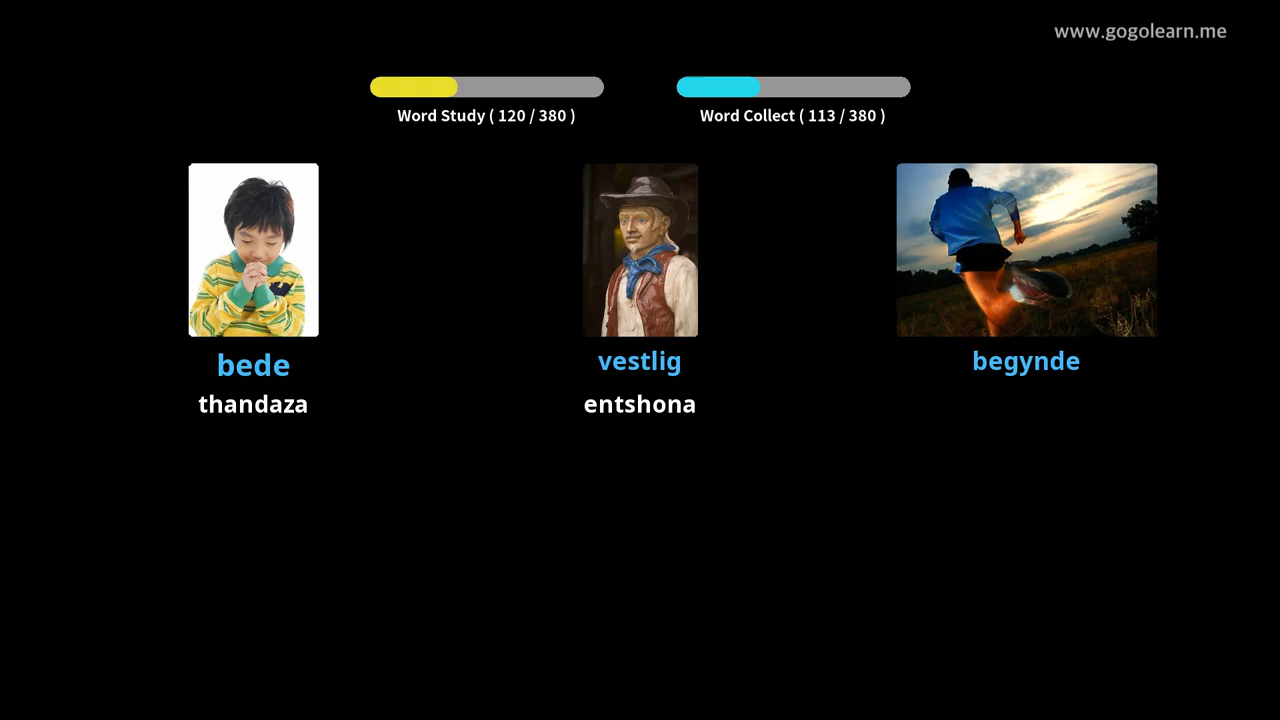 www.gogolearn.me
Word Study ( 120 / 380 )
Word Collect ( 113 / 380 )
bede
vestlig
begynde
thandaza
entshona